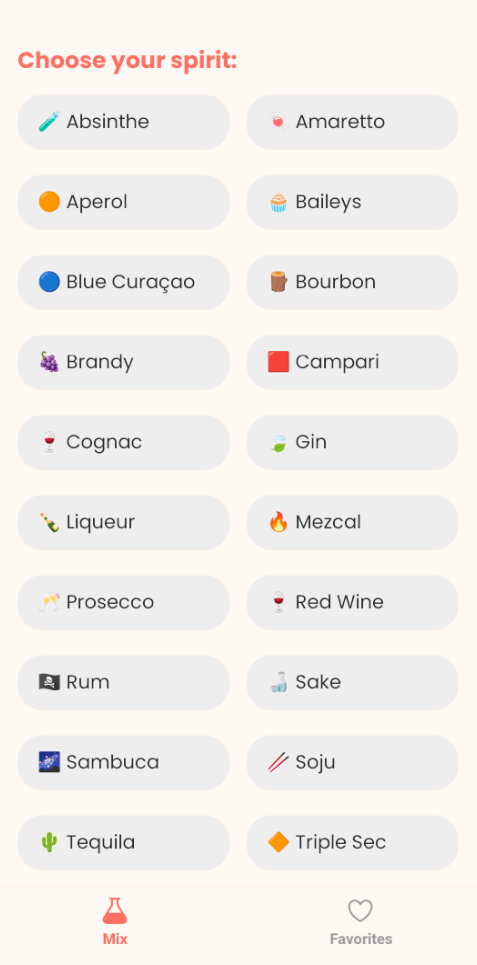 Choose your spirit:
🧪 Absinthe
🍬 Amaretto
🟠 Aperol
🧁 Baileys
🔵 Blue Curaçao
🪵 Bourbon
🍇 Brandy
🟥 Campari
🍷 Cognac
🍃 Gin
🍾 Liqueur
🔥 Mezcal
🥂 Prosecco
🍷 Red Wine
🏴‍☠️ Rum
🍶 Sake
🌌 Sambuca
🥢 Soju
🌵 Tequila
🔶 Triple Sec
Mix
Favorites